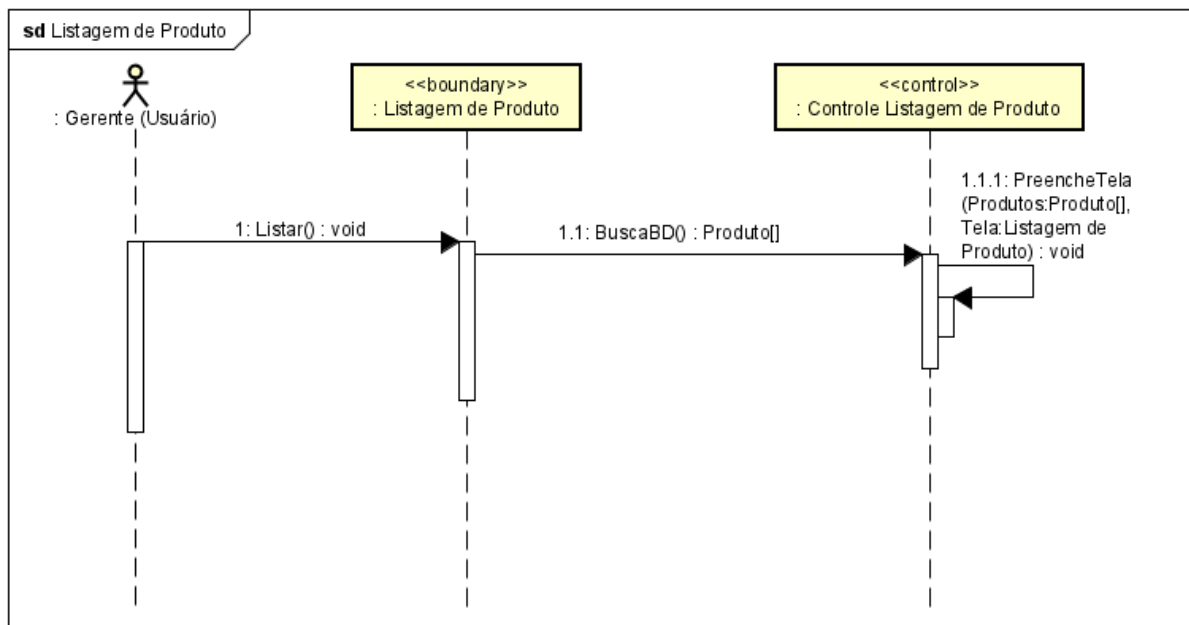 sd Listagem de Produto
: Gerente (Usuário)
<<boundary>>
: Listagem de Produto
<<control>>
: Controle Listagem de Produto
1: Listar() : void
1.1: BuscaBD() : Produto[]
1.1.1: PreencheTela
(Produtos:Produto[],
Tela:Listagem de
Produto) : void